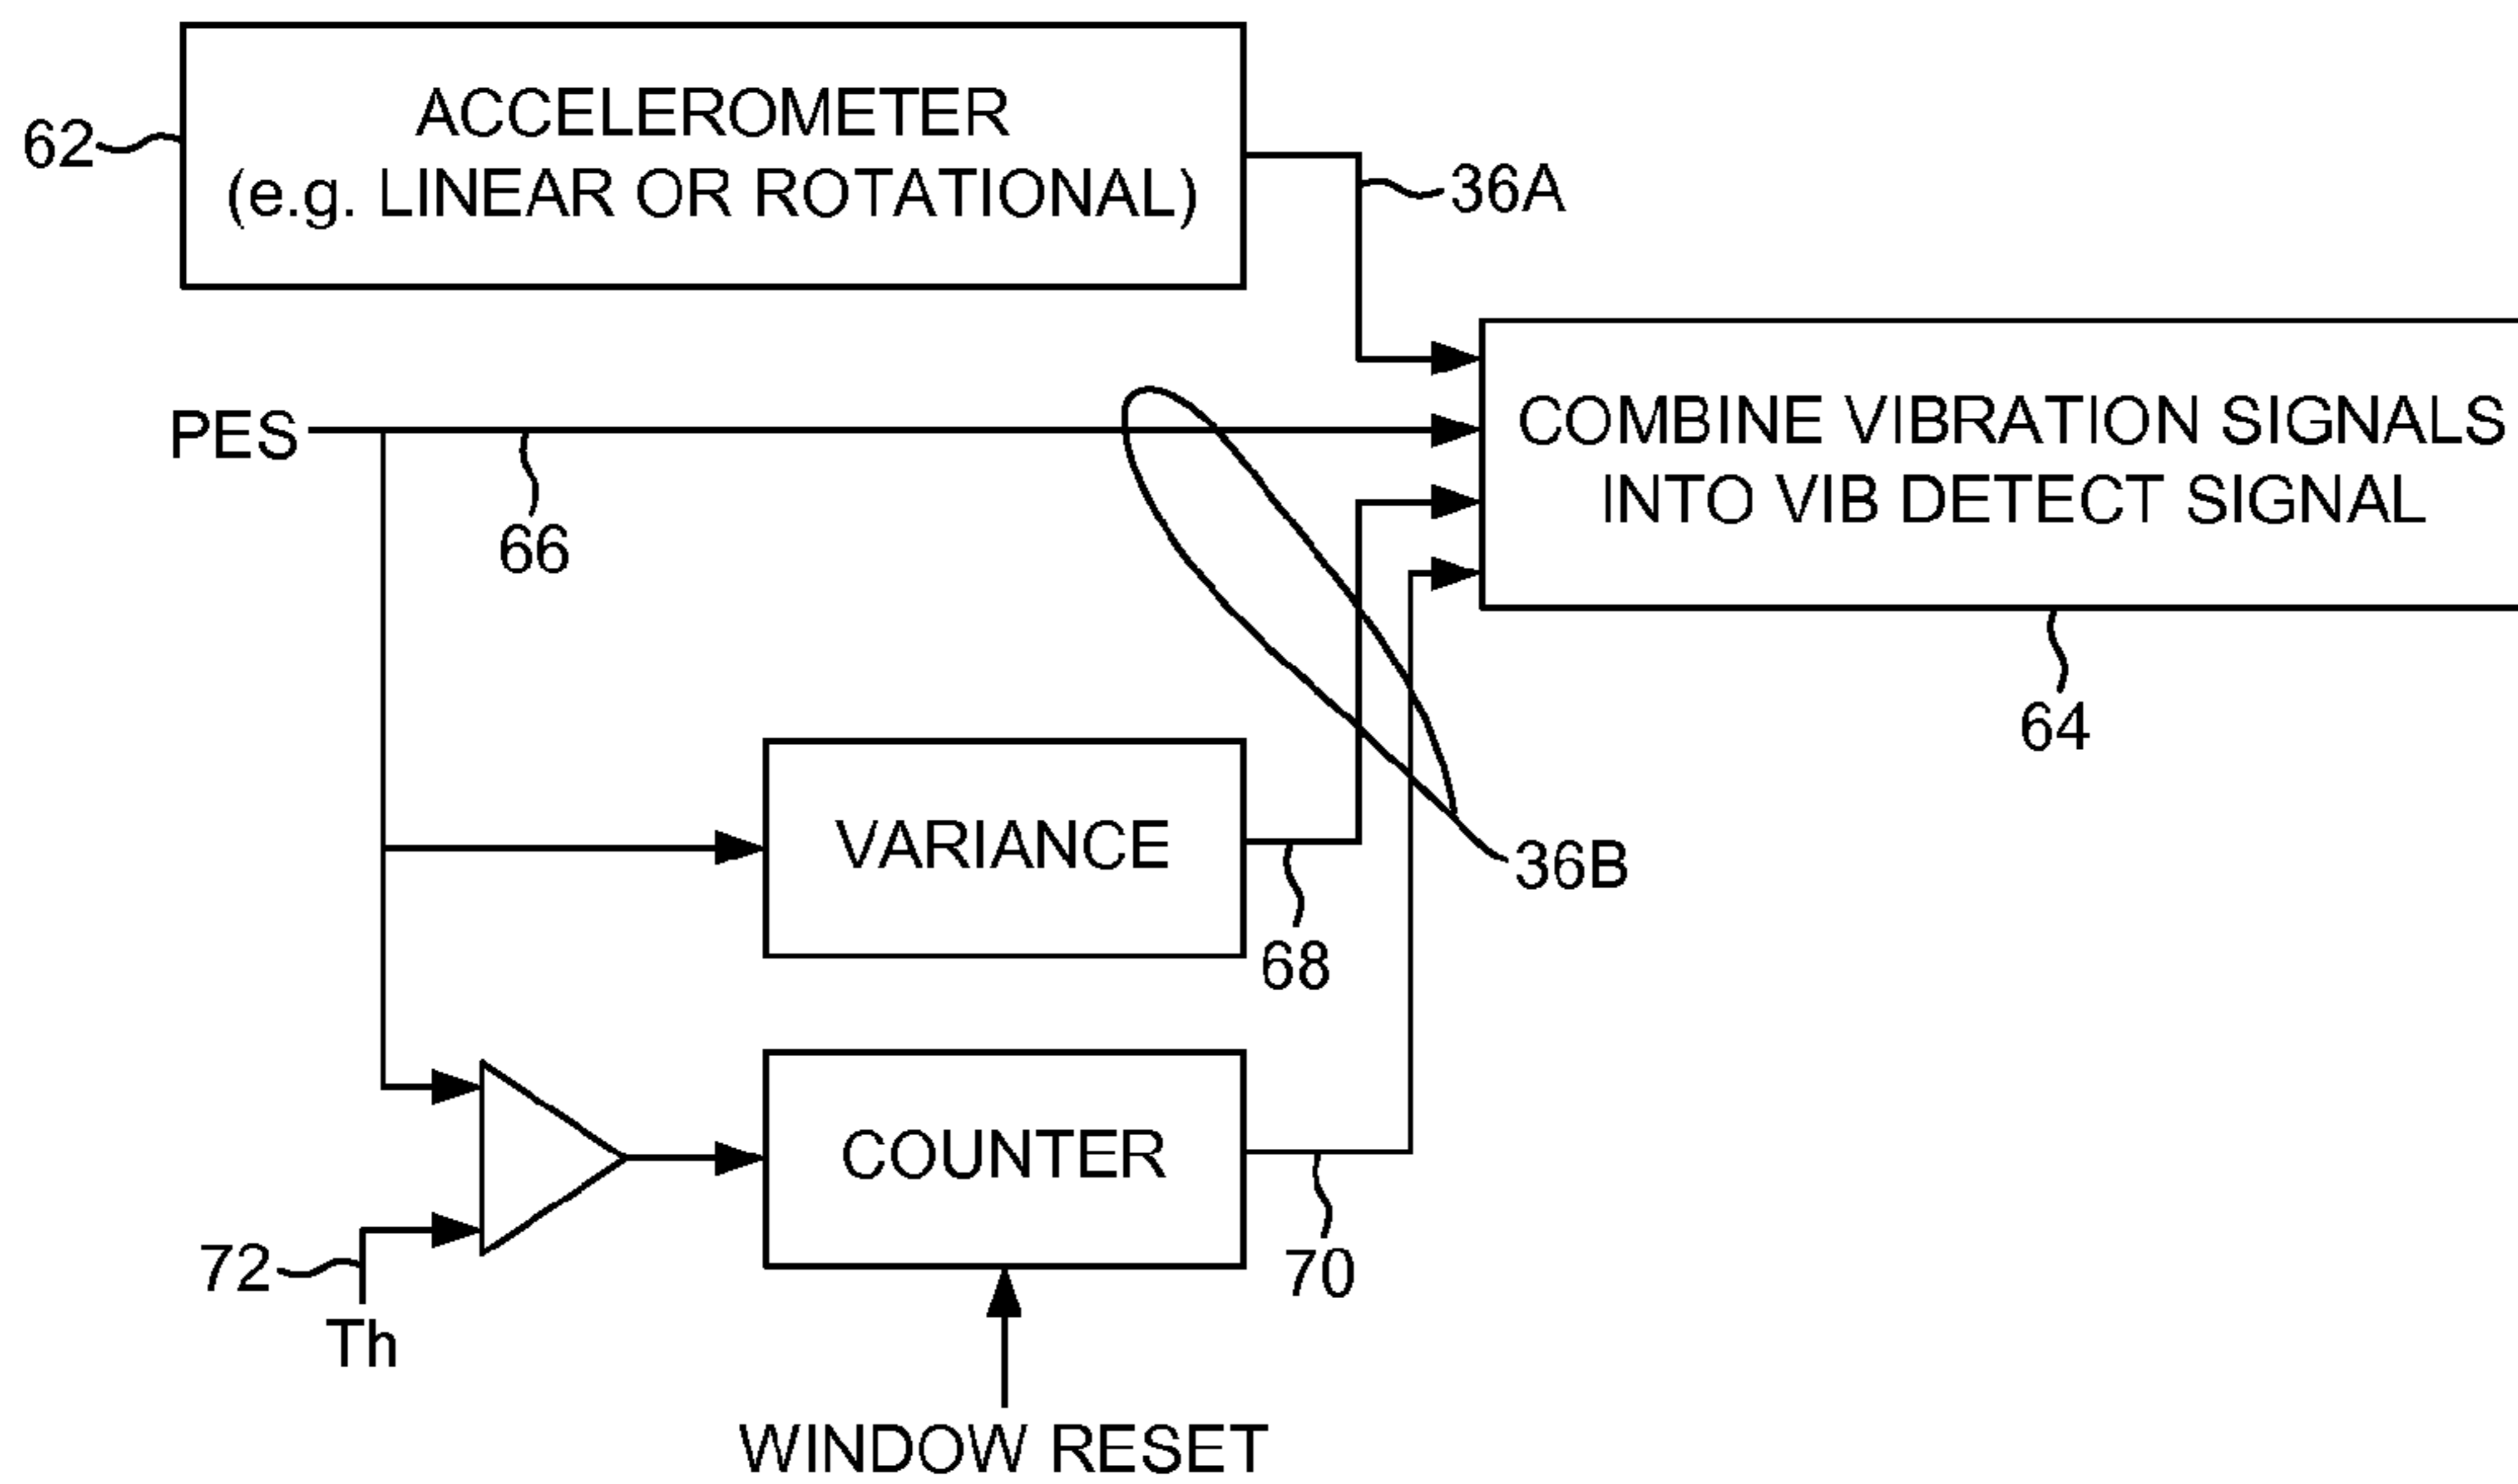 ACCELEROMETER
(e.g. LINEAR OR ROTATIONAL)
62
36A
PES
66
COMBINE VIBRATION SIGNALS
INTO VIB DETECT SIGNAL
64
VARIANCE
68
36B
COUNTER
70
72
Th
WINDOW RESET